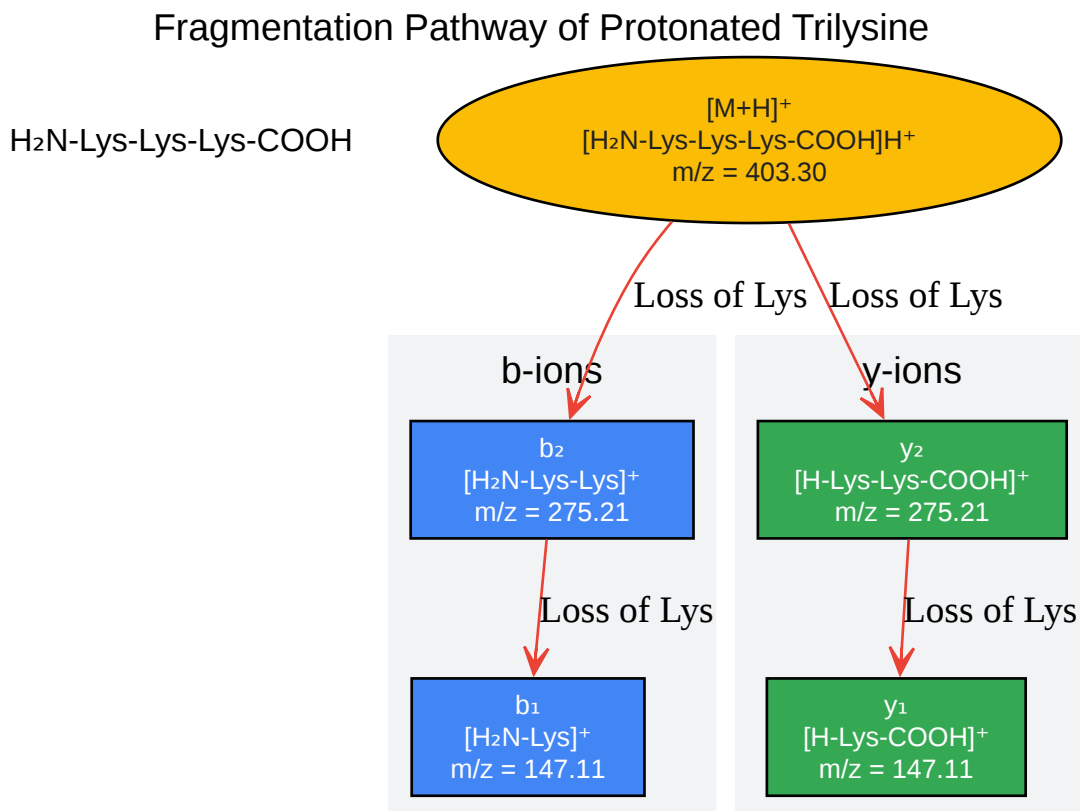 Fragmentation Pathway of Protonated Trilysine
H₂N-Lys-Lys-Lys-COOH
[M+H]⁺
[H₂N-Lys-Lys-Lys-COOH]H⁺
m/z = 403.30
Loss of Lys
Loss of Lys
b-ions
y-ions
b₂
[H₂N-Lys-Lys]⁺
m/z = 275.21
y₂
[H-Lys-Lys-COOH]⁺
m/z = 275.21
Loss of Lys
Loss of Lys
b₁
[H₂N-Lys]⁺
m/z = 147.11
y₁
[H-Lys-COOH]⁺
m/z = 147.11